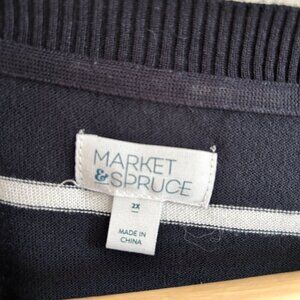 MARKET
&SPRUCE
2X
MADE IN
CHINA